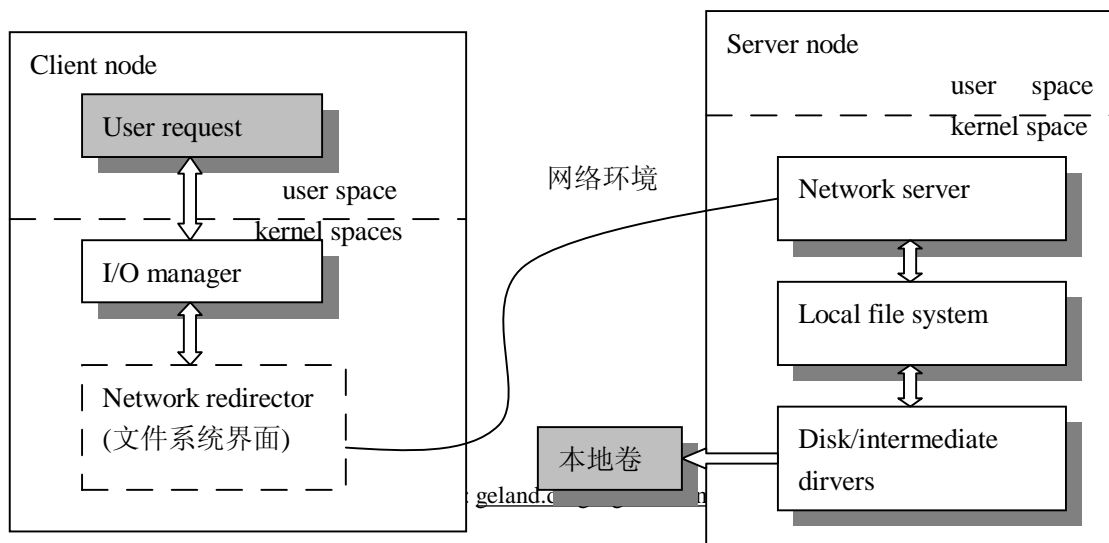 Client node
User request
user space
kernel spaces
I/O manager
Network redirector
(文件系统界面)
网络环境
Server node
user space
kernel space
Network server
Local file system
Disk/intermediate
dirvers
本地卷